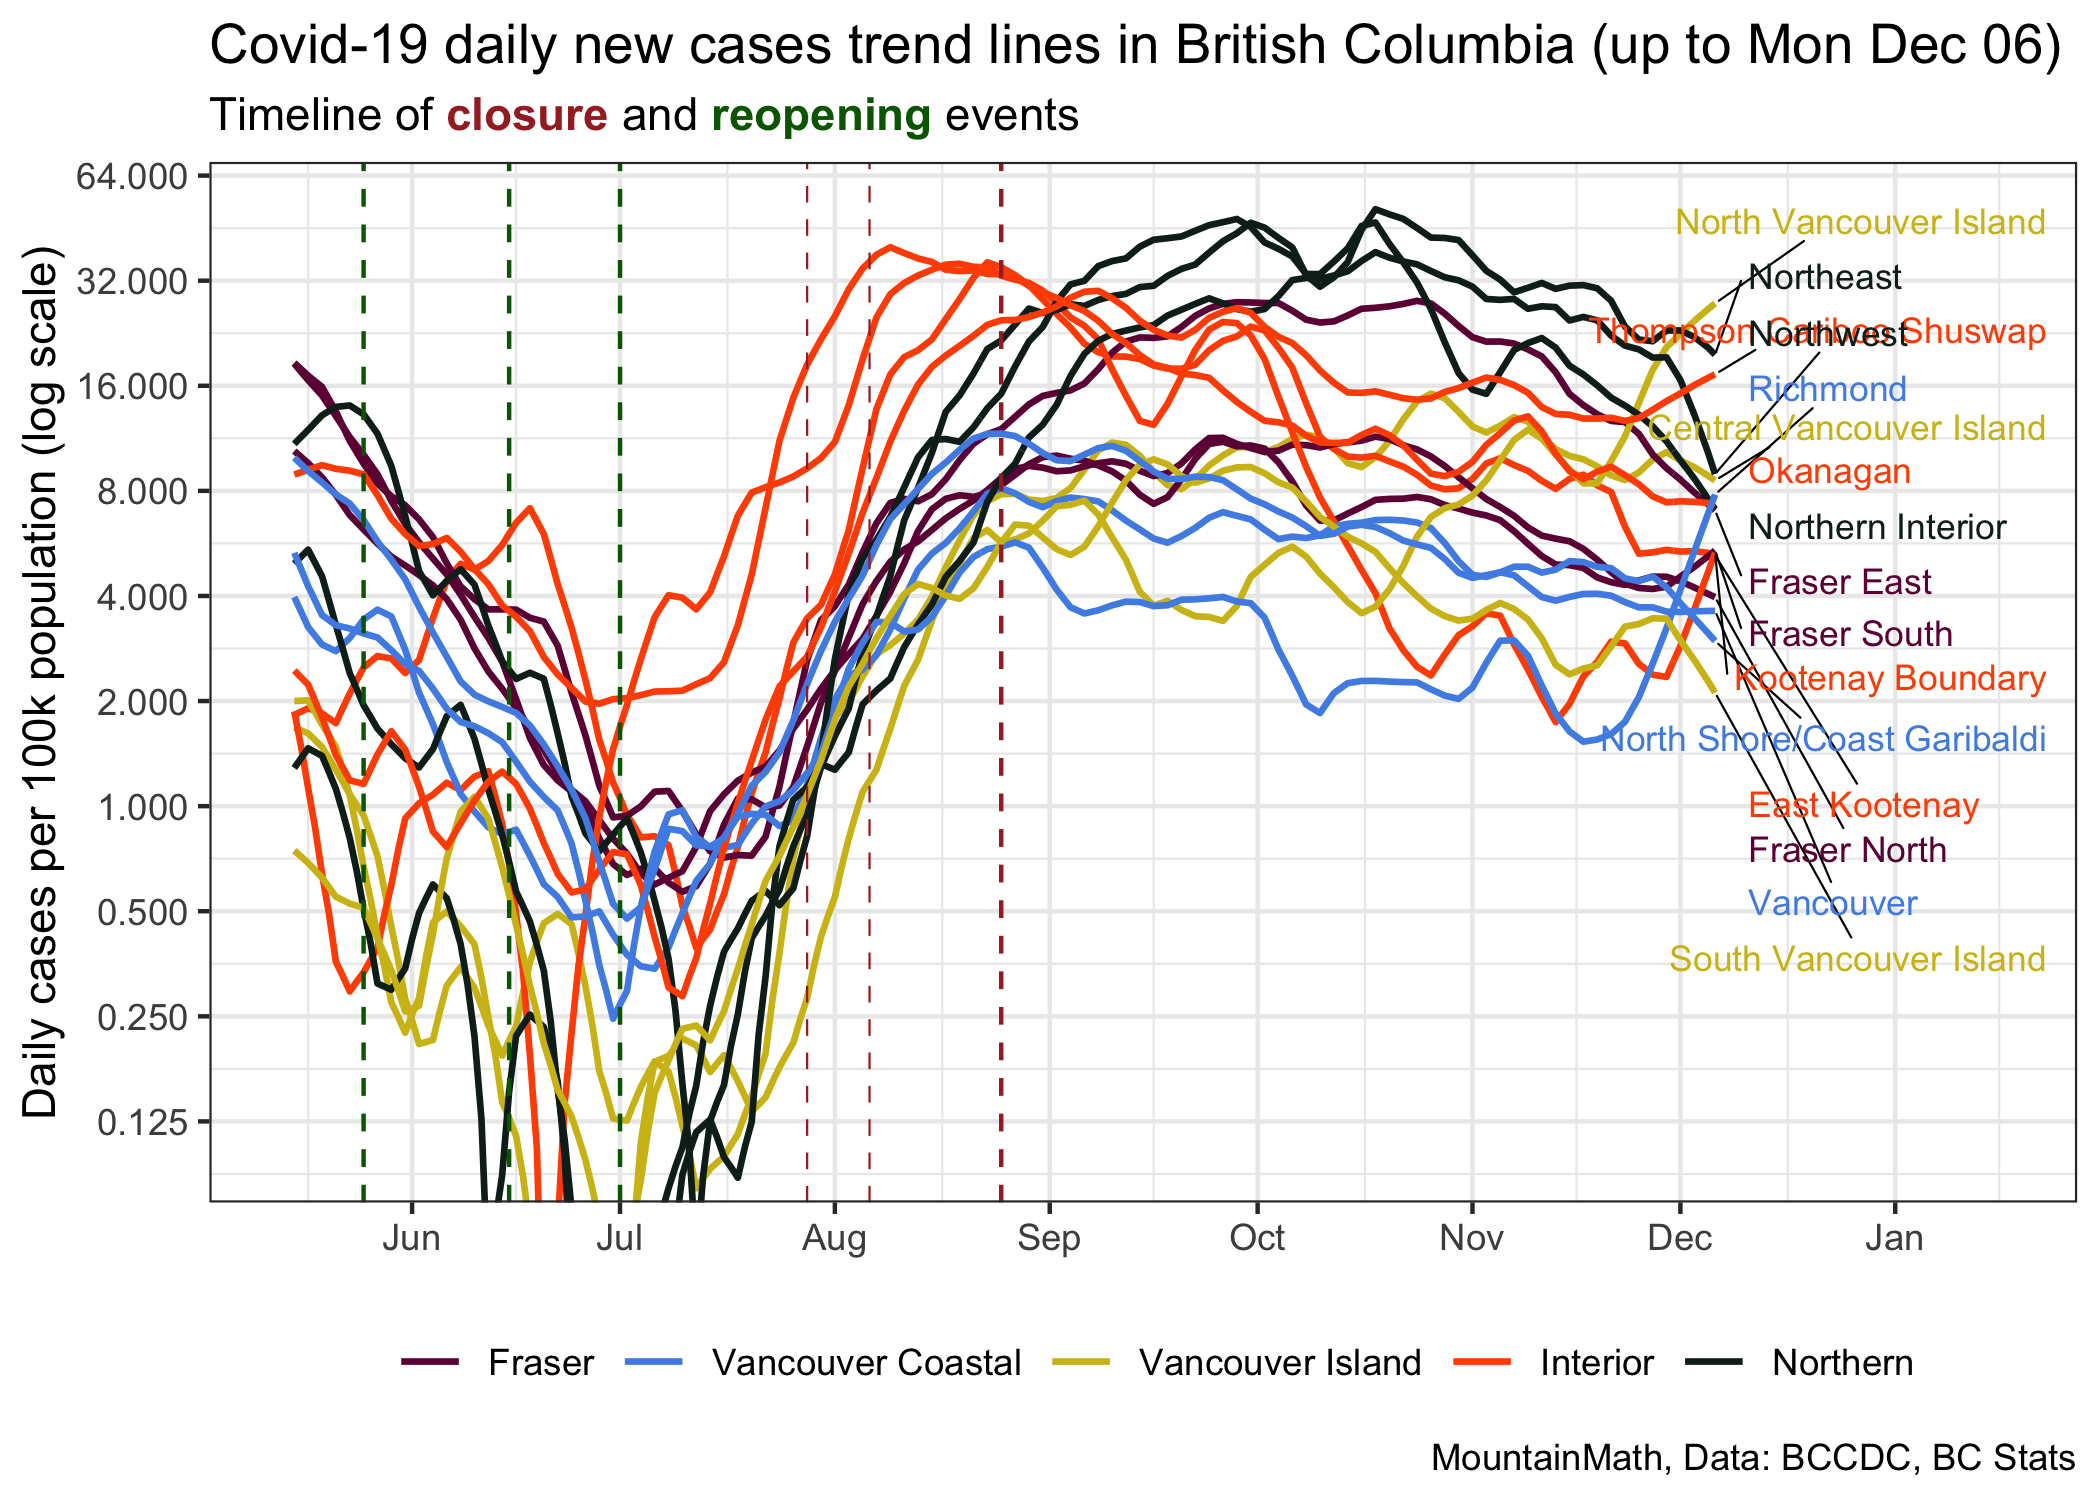 Covid-19 daily new cases trend lines in British Columbia (up to Mon Dec 06)
Timeline of closure and reopening events
Daily cases per 100k population (log scale)
64.000
32.000
16.000
8.000
4.000
2.000
1.000
0.500
0.250
0.125
North Vancouver Island
Northeast
Thompson Cariboo Shuswap
Northwest
Richmond
Central Vancouver Island
Okanagan
Northern Interior
Fraser East
Fraser South
Kootenay Boundary
North Shore/Coast Garibaldi
East Kootenay
Fraser North
Vancouver
South Vancouver Island
Jun Jul Aug Sep Oct Nov Dec Jan
Fraser Vancouver Coastal Vancouver Island Interior Northern
MountainMath, Data: BCCDC, BC Stats